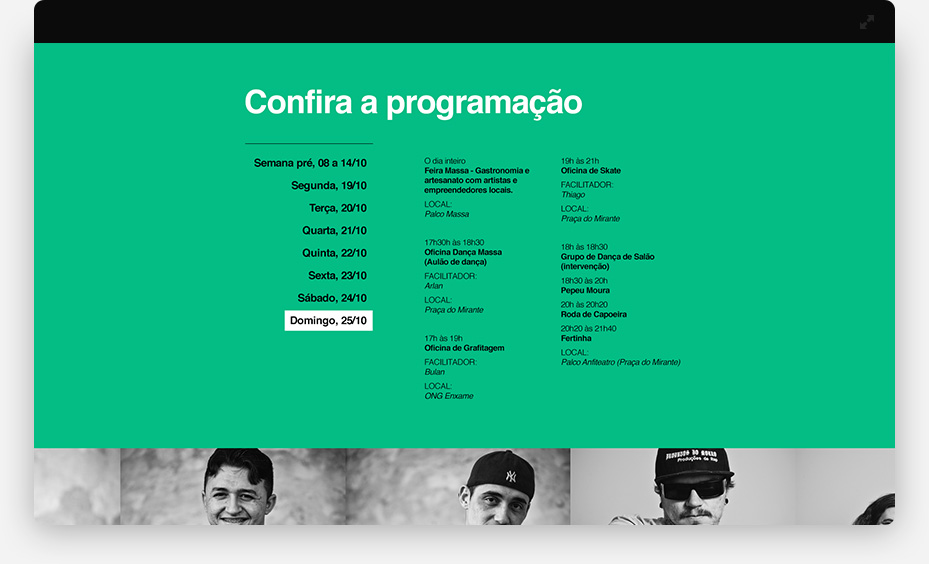 Confira a programação
Semana pré, 08 a 14/10
Segunda, 19/10
Terça, 20/10
Quarta, 21/10
Quinta, 22/10
Sexta, 23/10
Sábado, 24/10
Domingo, 25/10
O dia inteiro
Feira Massa - Gastronomia e
artesanato com artistas e
empreendedores locais.
LOCAL:
Palco Massa
17h30h às 18h30
Oficina Dança Massa
(Aulão de dança)
FACILITADOR:
Arlan
LOCAL:
Praça do Mirante
17h às 19h
Oficina de Grafitagem
FACILITADOR:
Bulan
LOCAL:
ONG Enxame
19h às 21h
Oficina de Skate
FACILITADOR:
Thiago
LOCAL:
Praça do Mirante
18h às 18h30
Grupo de Dança de Salão
(intervenção)
18h30 às 20h
Pepeu Moura
20h às 20h20
Roda de Capoeira
20h20 às 21h40
Fertinha
LOCAL:
Palco Anfiteatro (Praça do Mirante)
NY
Produções de Rap